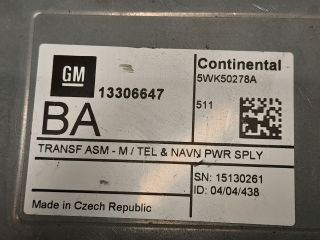 GM
Continental
5WK50278A
13306647
BA
511
TRANSF ASM - M / TEL & NAVN PWR SPLY
SN: 15130261
ID: 04/04/438
Made in Czech Republic